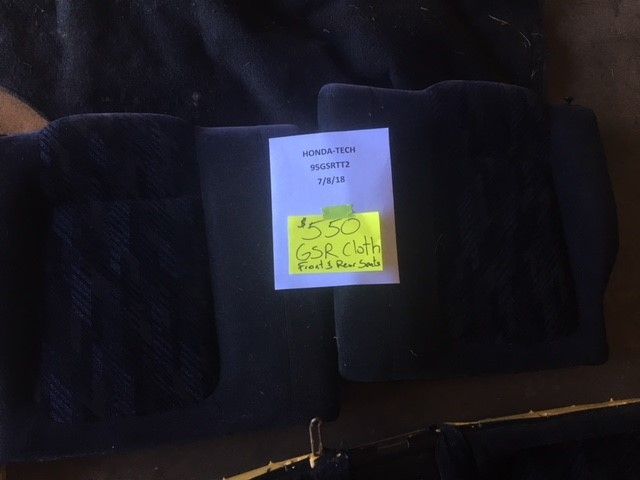 HONDA-TECH
95GSRTT2
7/8/18
$550
GSR Cloth
Front & Rear Seats